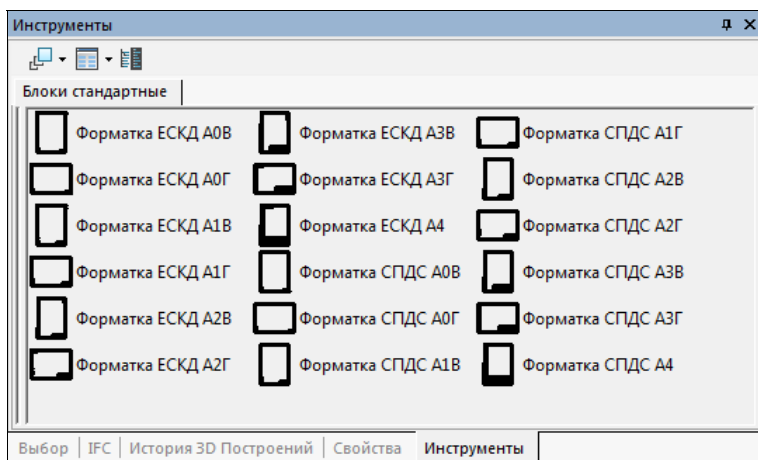 Инструменты
Блоки стандартные
Форматка ЕСКД А0В
Форматка ЕСКД А3В
Форматка СПДС А1Г
Форматка ЕСКД А0Г
Форматка ЕСКД А3Г
Форматка СПДС А2В
Форматка ЕСКД А1В
Форматка ЕСКД А4
Форматка СПДС А2Г
Форматка ЕСКД А1Г
Форматка СПДС А0В
Форматка СПДС А3В
Форматка ЕСКД А2В
Форматка СПДС А0Г
Форматка СПДС А3Г
Форматка ЕСКД А2Г
Форматка СПДС А1В
Форматка СПДС А4
Выбор | IFC | История 3D Построений | Свойства Инструменты